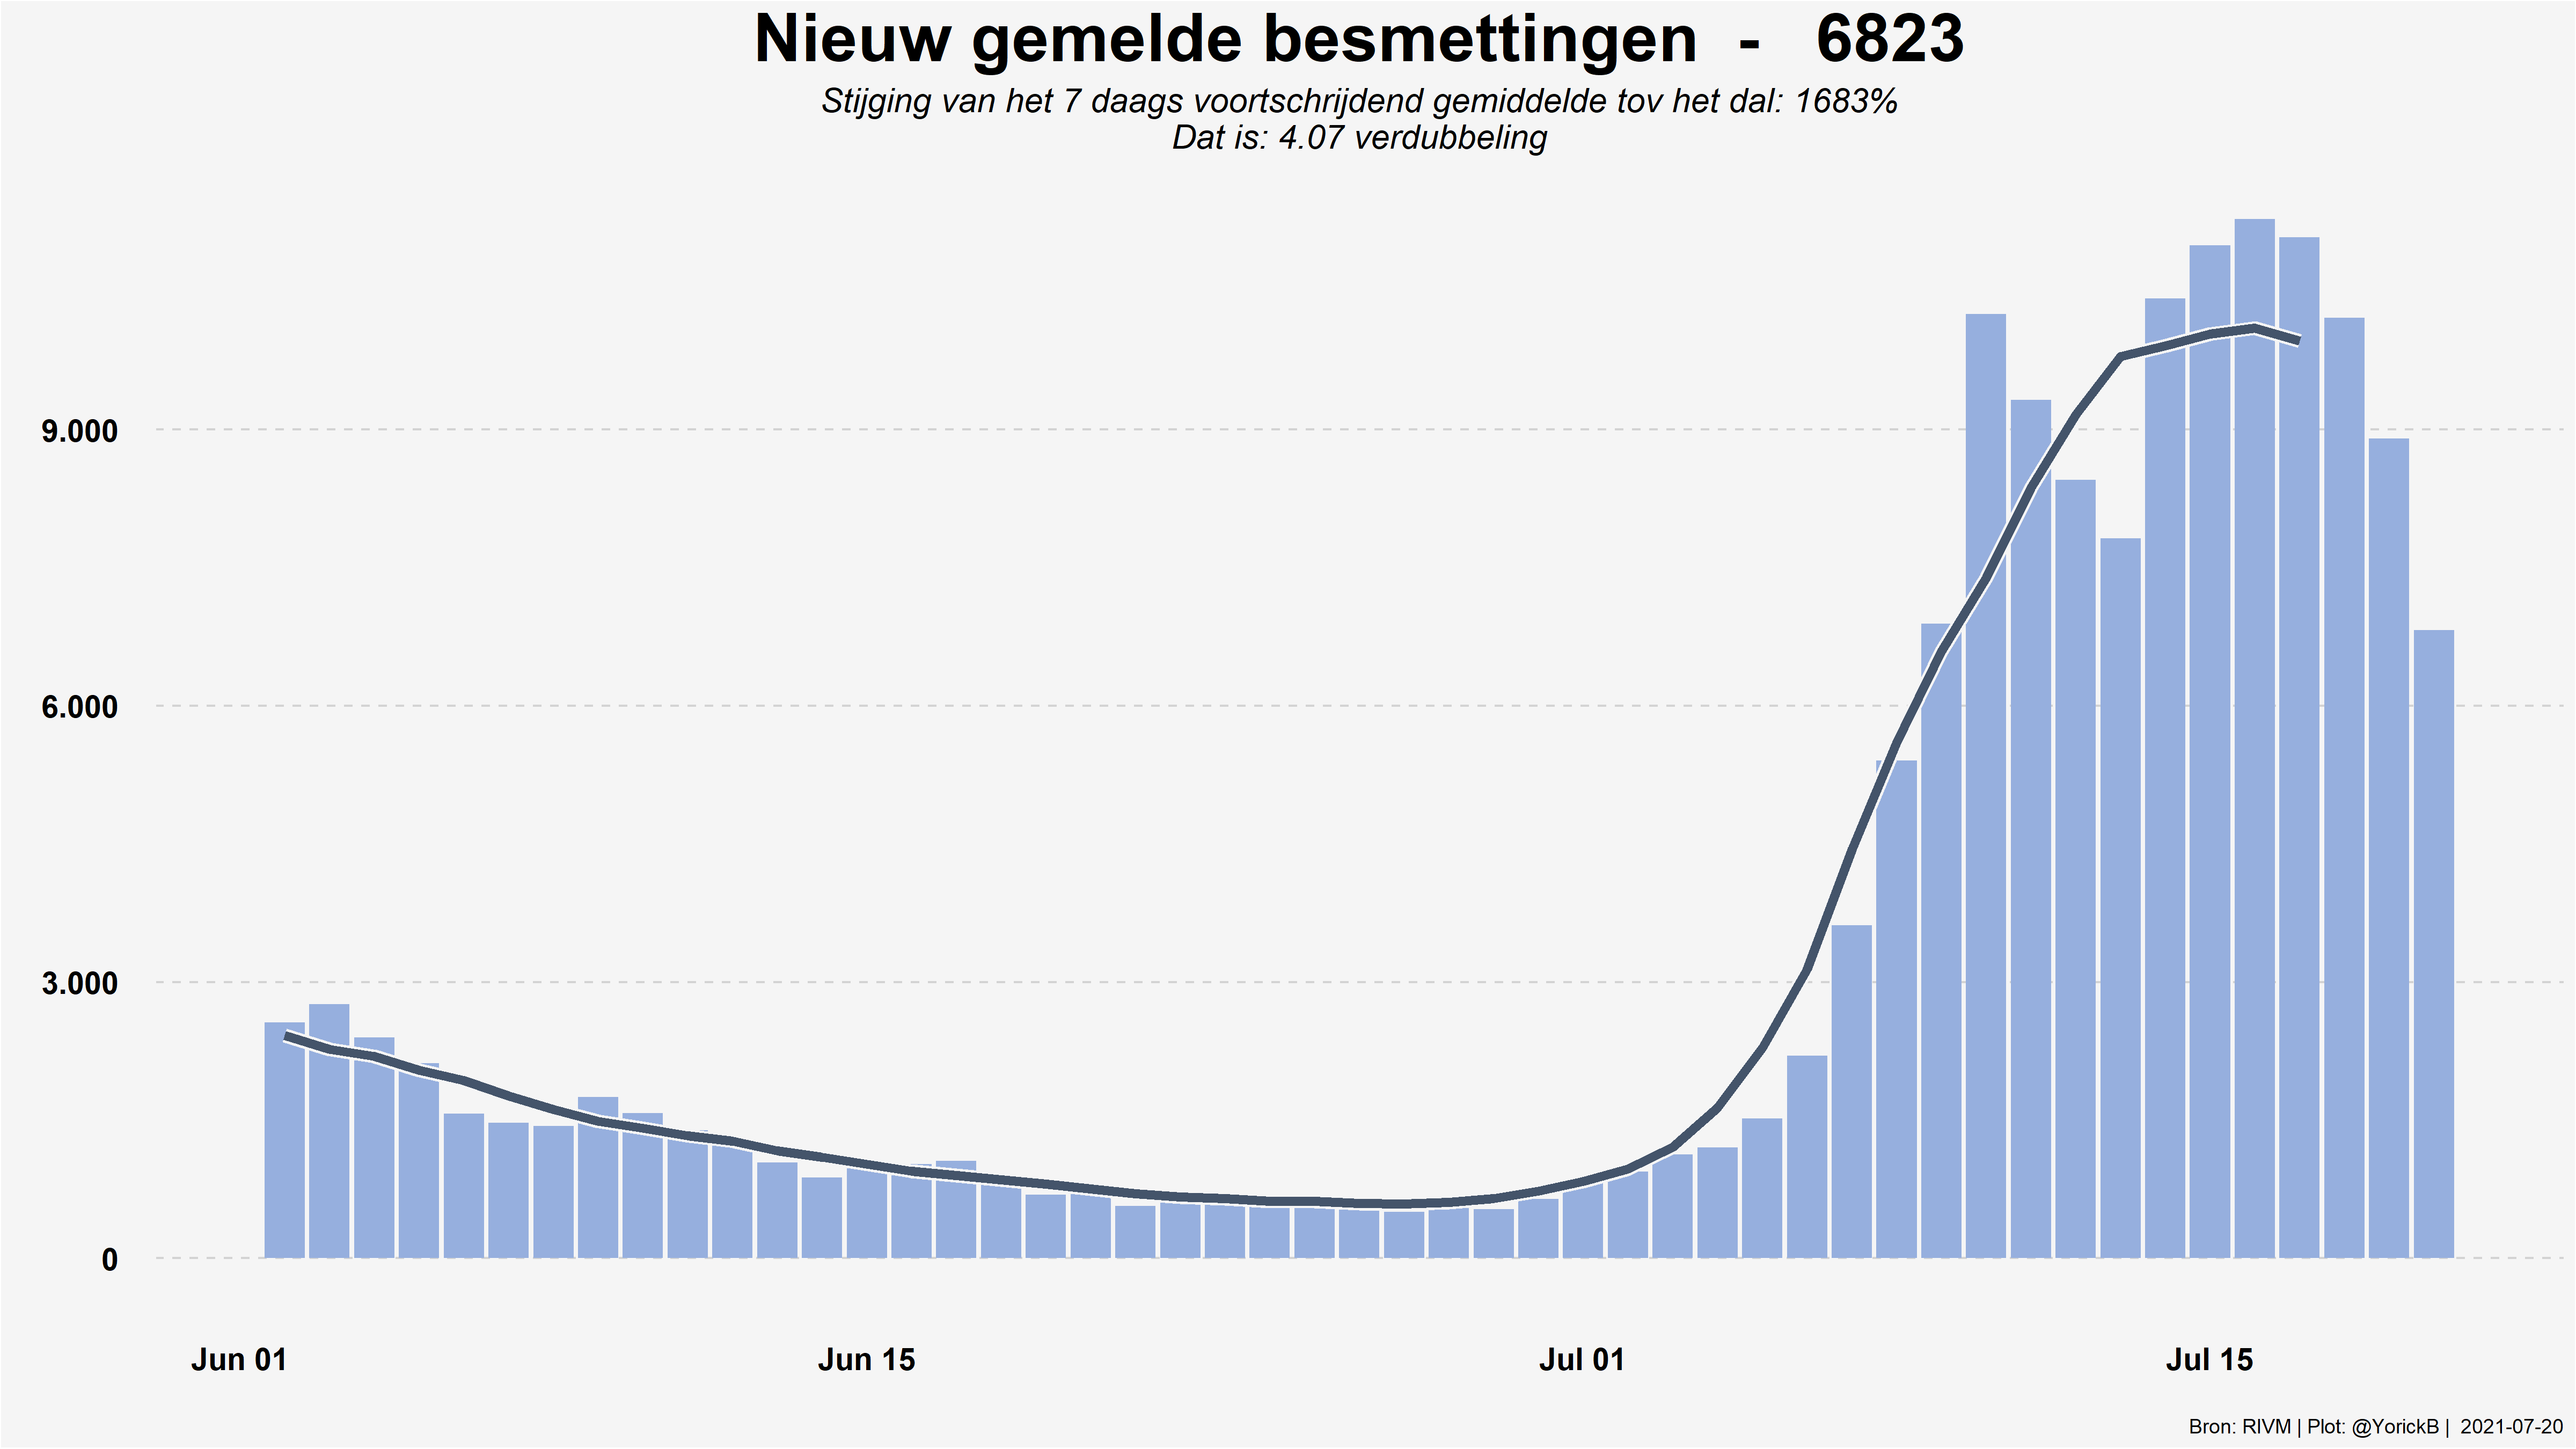 Nieuw gemelde besmettingen - 6823
Stijging van het 7 daags voortschrijdend gemiddelde tov het dal: 1683%
Dat is: 4.07 verdubbeling
9.000
6.000
3.000
0
Jun 01 Jun 15 Jul 01 Jul 15
Bron: RIVM | Plot: @YorickB | 2021-07-20